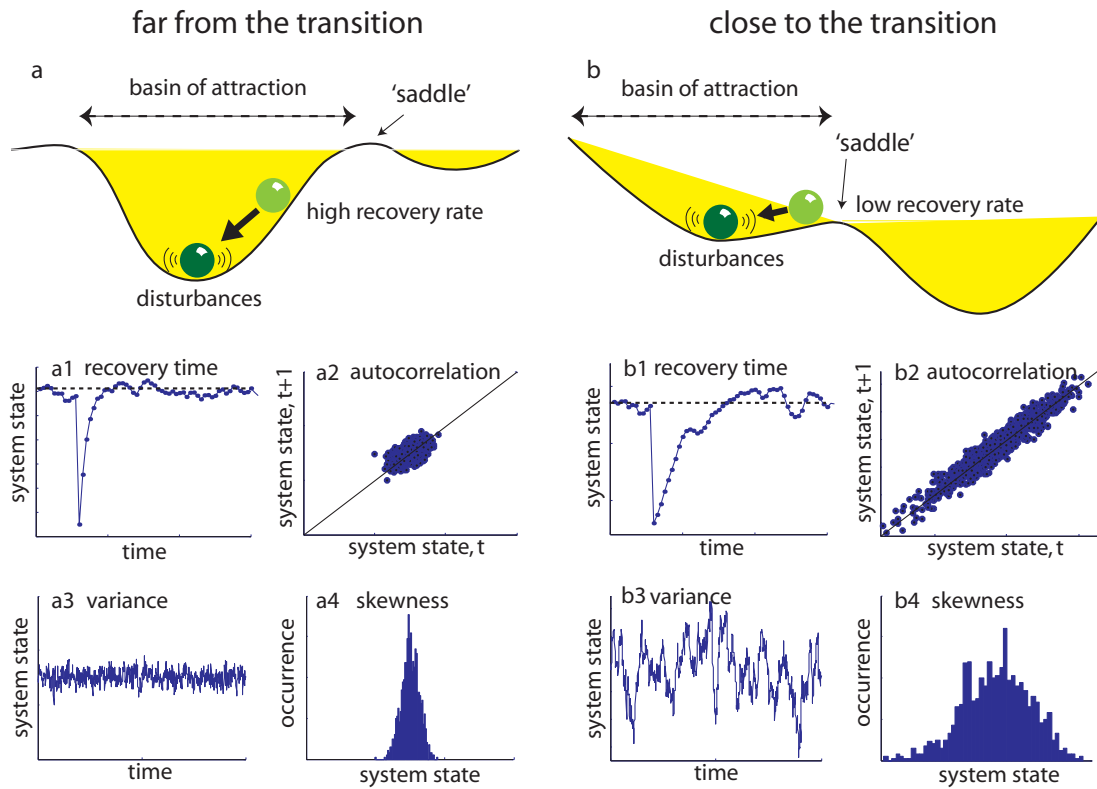 far from the transition
close to the transition
a
basin of attraction
'saddle'
high recovery rate
disturbances
b
basin of attraction
'saddle'
low recovery rate
disturbances
a1 recovery time
system state
time
a2 autocorrelation
system state, t+1
system state, t
b1 recovery time
system state
time
b2 autocorrelation
system state, t+1
system state, t
a3 variance
system state
time
a4 skewness
occurrence
system state
b3 variance
system state
time
b4 skewness
occurrence
system state